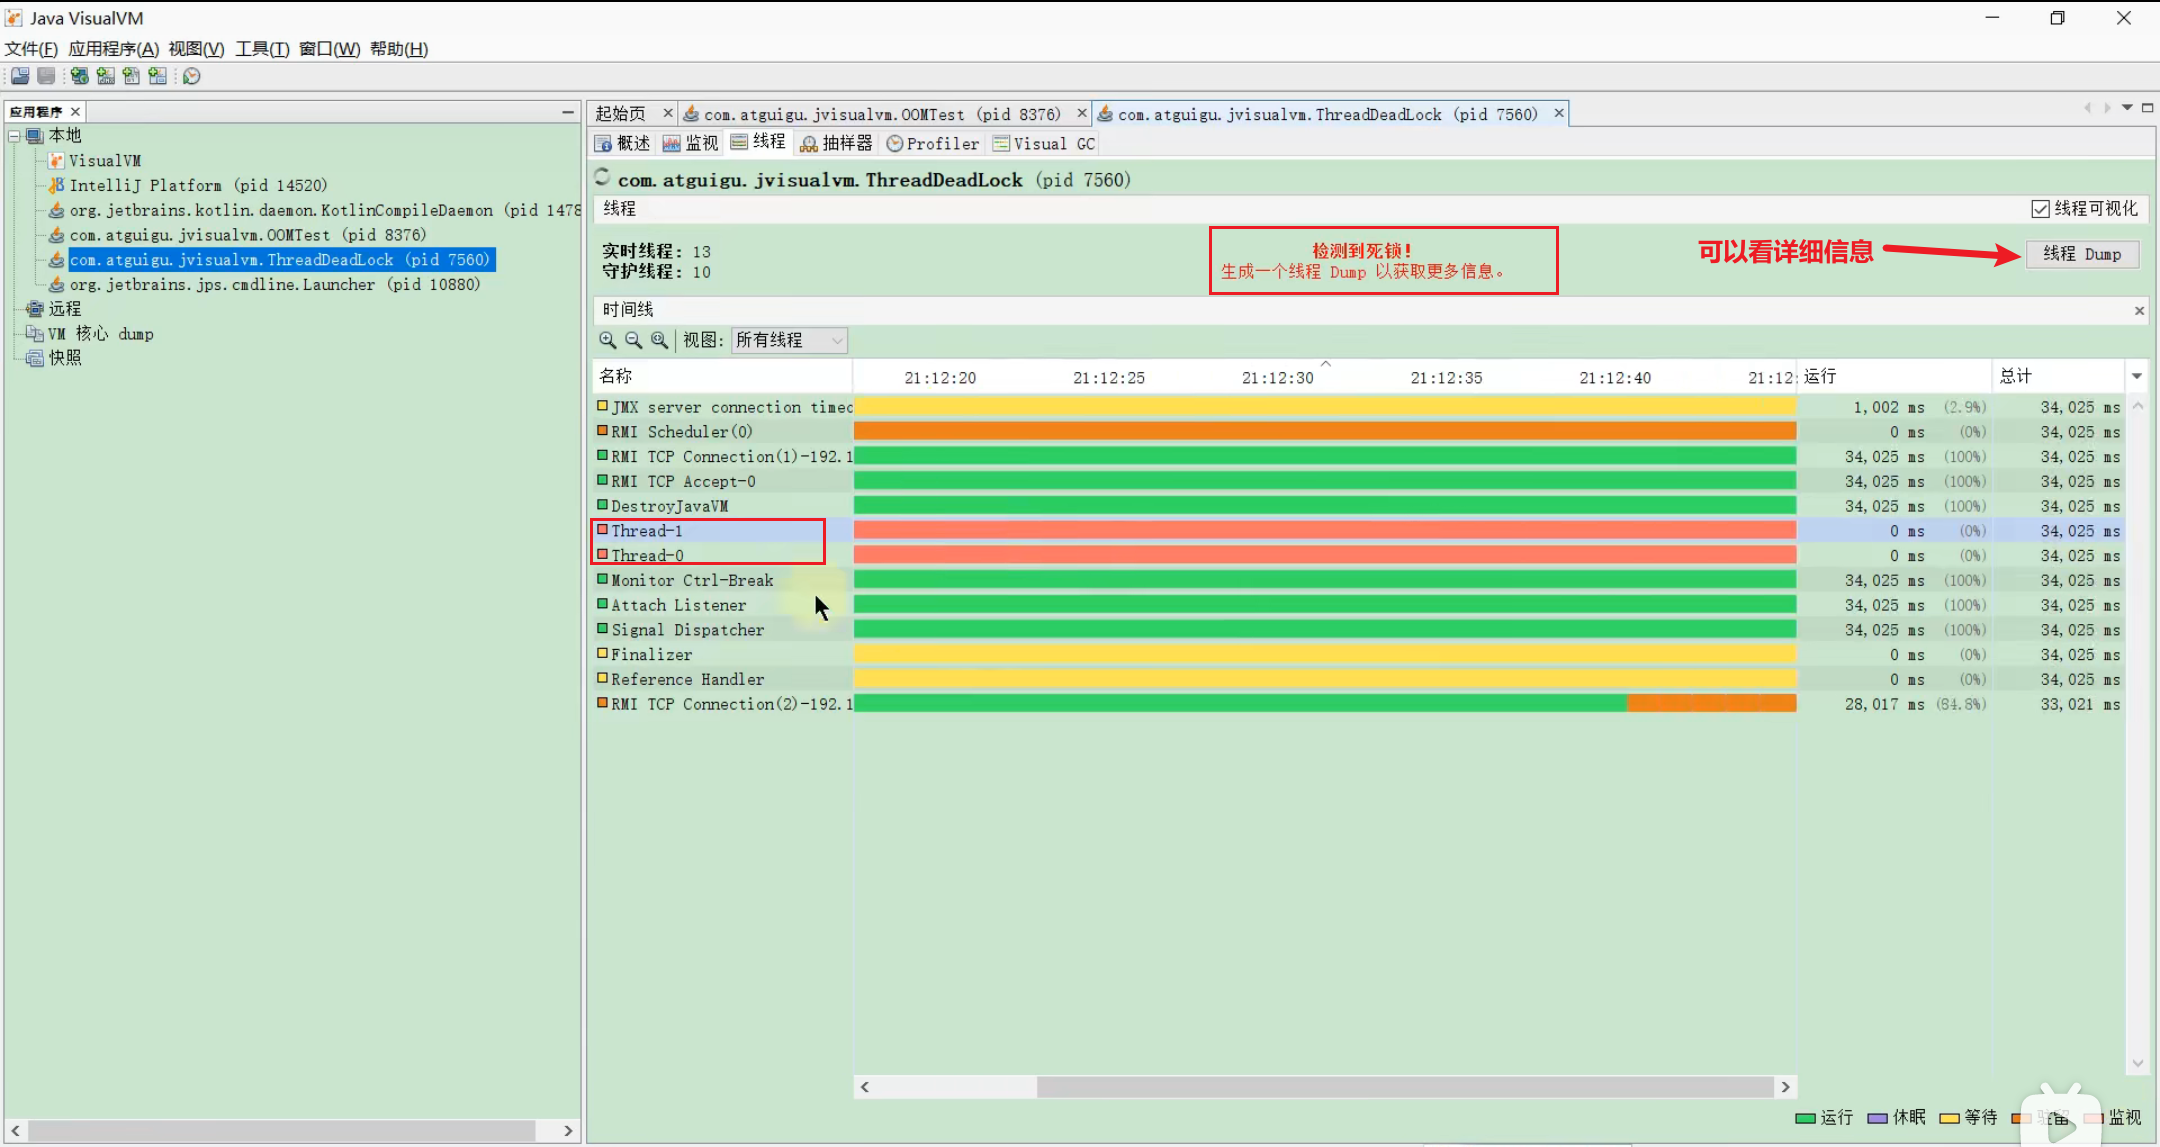 Java VisualVM
文件(F) 应用程序(A) 视图(V) 工具(T) 窗口(W) 帮助(H)
应用程序
本地
VisualVM
IntelliJ Platform (pid 14520)
org.jetbrains.kotlin.daemon.KotlinCompileDaemon (pid 1478
com.atguigu.jvisualvm.OOMTest (pid 8376)
com.atguigu.jvisualvm.ThreadDeadLock (pid 7560)
org.jetbrains.jps.cmdline.Launcher (pid 10880)
远程
VM 核心 dump
快照
起始页 com.atguigu.jvisualvm.OOMTest (pid 8376) com.atguigu.jvisualvm.ThreadDeadLock (pid 7560)
概述 监视 线程 抽样器 Profiler Visual GC
com.atguigu.jvisualvm.ThreadDeadLock (pid 7560)
线程 线程可视化
实时线程: 13
守护线程: 10
检测到死锁!
生成一个线程 Dump 以获取更多信息。
可以看详细信息
线程 Dump
时间线
视图: 所有线程
名称 21:12:20 21:12:25 21:12:30 21:12:35 21:12:40 21:12: 运行 总计
JMX server connection timeo 1,002 ms (2.9%) 34,025 ms
RMI Scheduler(0) 0 ms (0%) 34,025 ms
RMI TCP Connection(1)-192.1 34,025 ms (100%) 34,025 ms
RMI TCP Accept-0 34,025 ms (100%) 34,025 ms
DestroyJavaVM 34,025 ms (100%) 34,025 ms
Thread-1 0 ms (0%) 34,025 ms
Thread-0 0 ms (0%) 34,025 ms
Monitor Ctrl-Break 34,025 ms (100%) 34,025 ms
Attach Listener 34,025 ms (100%) 34,025 ms
Signal Dispatcher 34,025 ms (100%) 34,025 ms
Finalizer 0 ms (0%) 34,025 ms
Reference Handler 0 ms (0%) 34,025 ms
RMI TCP Connection(2)-192.1 28,017 ms (84.8%) 33,021 ms
运行 休眠 等待 驻留 监视